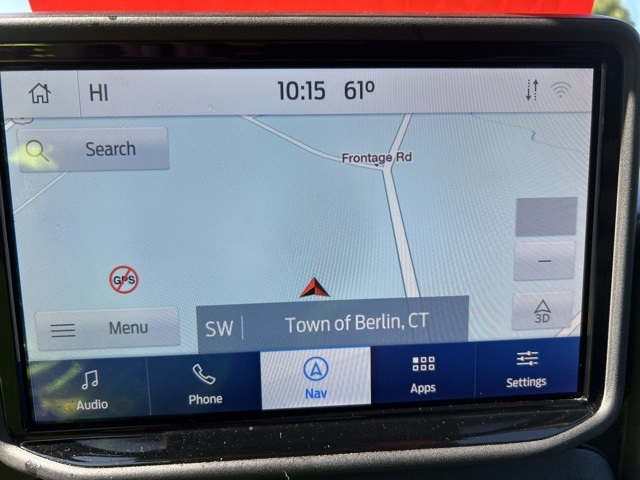 HI 10:15 61º
Search
Frontage Rd
GPS
—
3D
Menu
SW Town of Berlin, CT
Audio Phone Nav Apps Settings